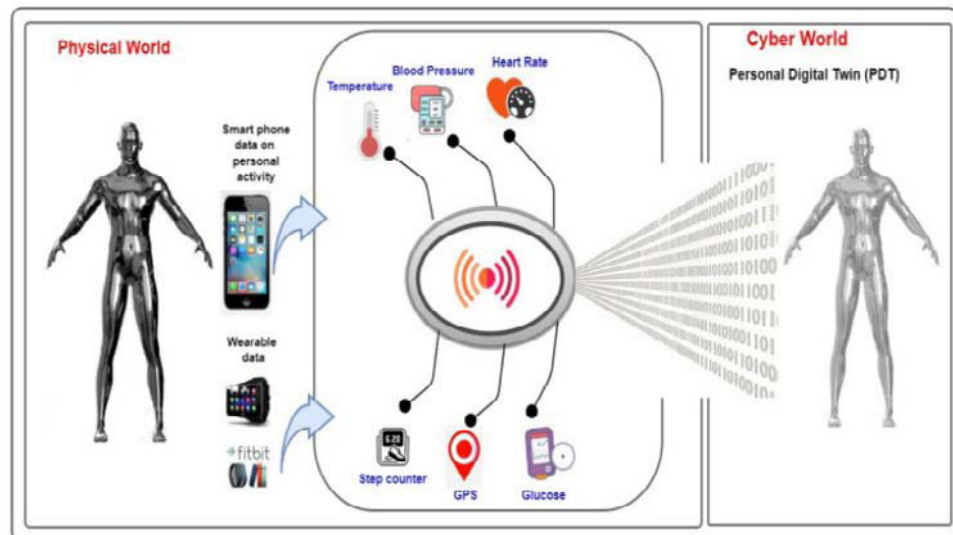 Physical World
Cyber World
Personal Digital Twin (PDT)
Smart phone
data on
personal
activity
Temperature
Blood Pressure
Heart Rate
Wearable
data
fitbit
Step counter
GPS
Glucose